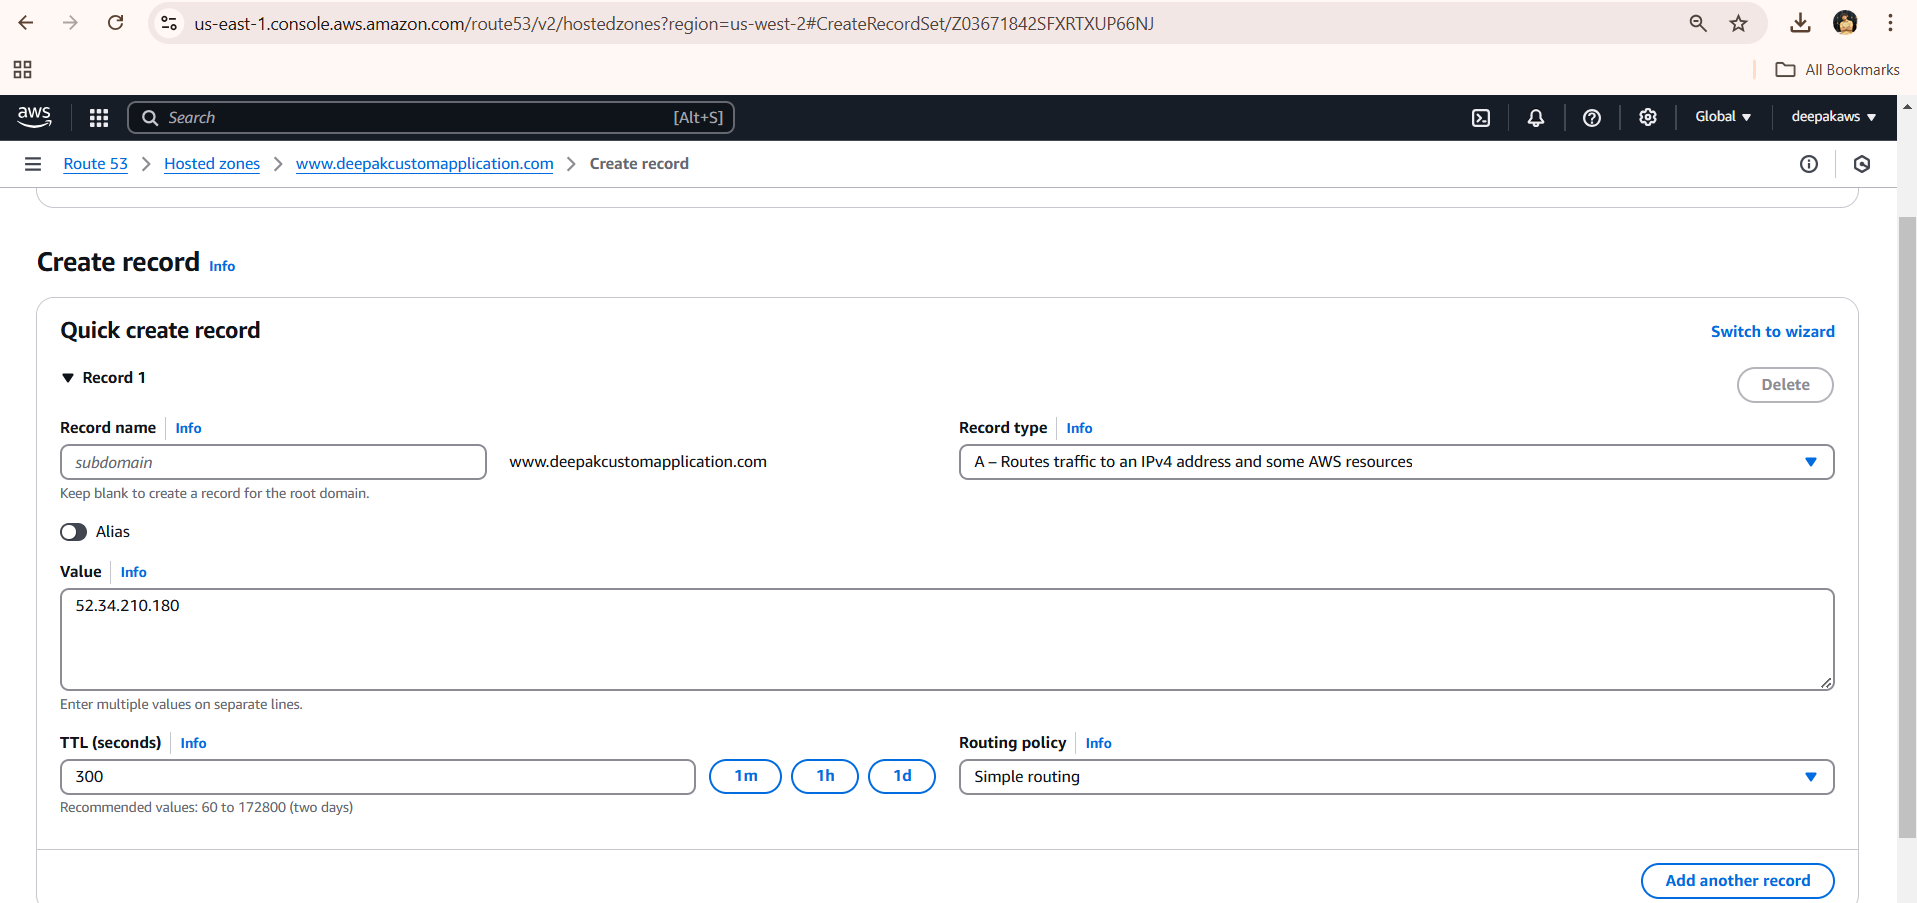 us-east-1.console.aws.amazon.com/route53/v2/hostedzones?region=us-west-2#CreateRecordSet/Z03671842SFXRTXUP66NJ
All Bookmarks
aws
Search
[Alt+S]
Global
deepakaws
Route 53
Hosted zones
www.deepakcustomapplication.com
Create record
Create record
Info
Quick create record
Switch to wizard
Record 1
Delete
Record name
Info
Record type
Info
subdomain
www.deepakcustomapplication.com
A – Routes traffic to an IPv4 address and some AWS resources
Keep blank to create a record for the root domain.
Alias
Value
Info
52.34.210.180
Enter multiple values on separate lines.
TTL (seconds)
Info
Routing policy
Info
300
1m
1h
1d
Simple routing
Recommended values: 60 to 172800 (two days)
Add another record